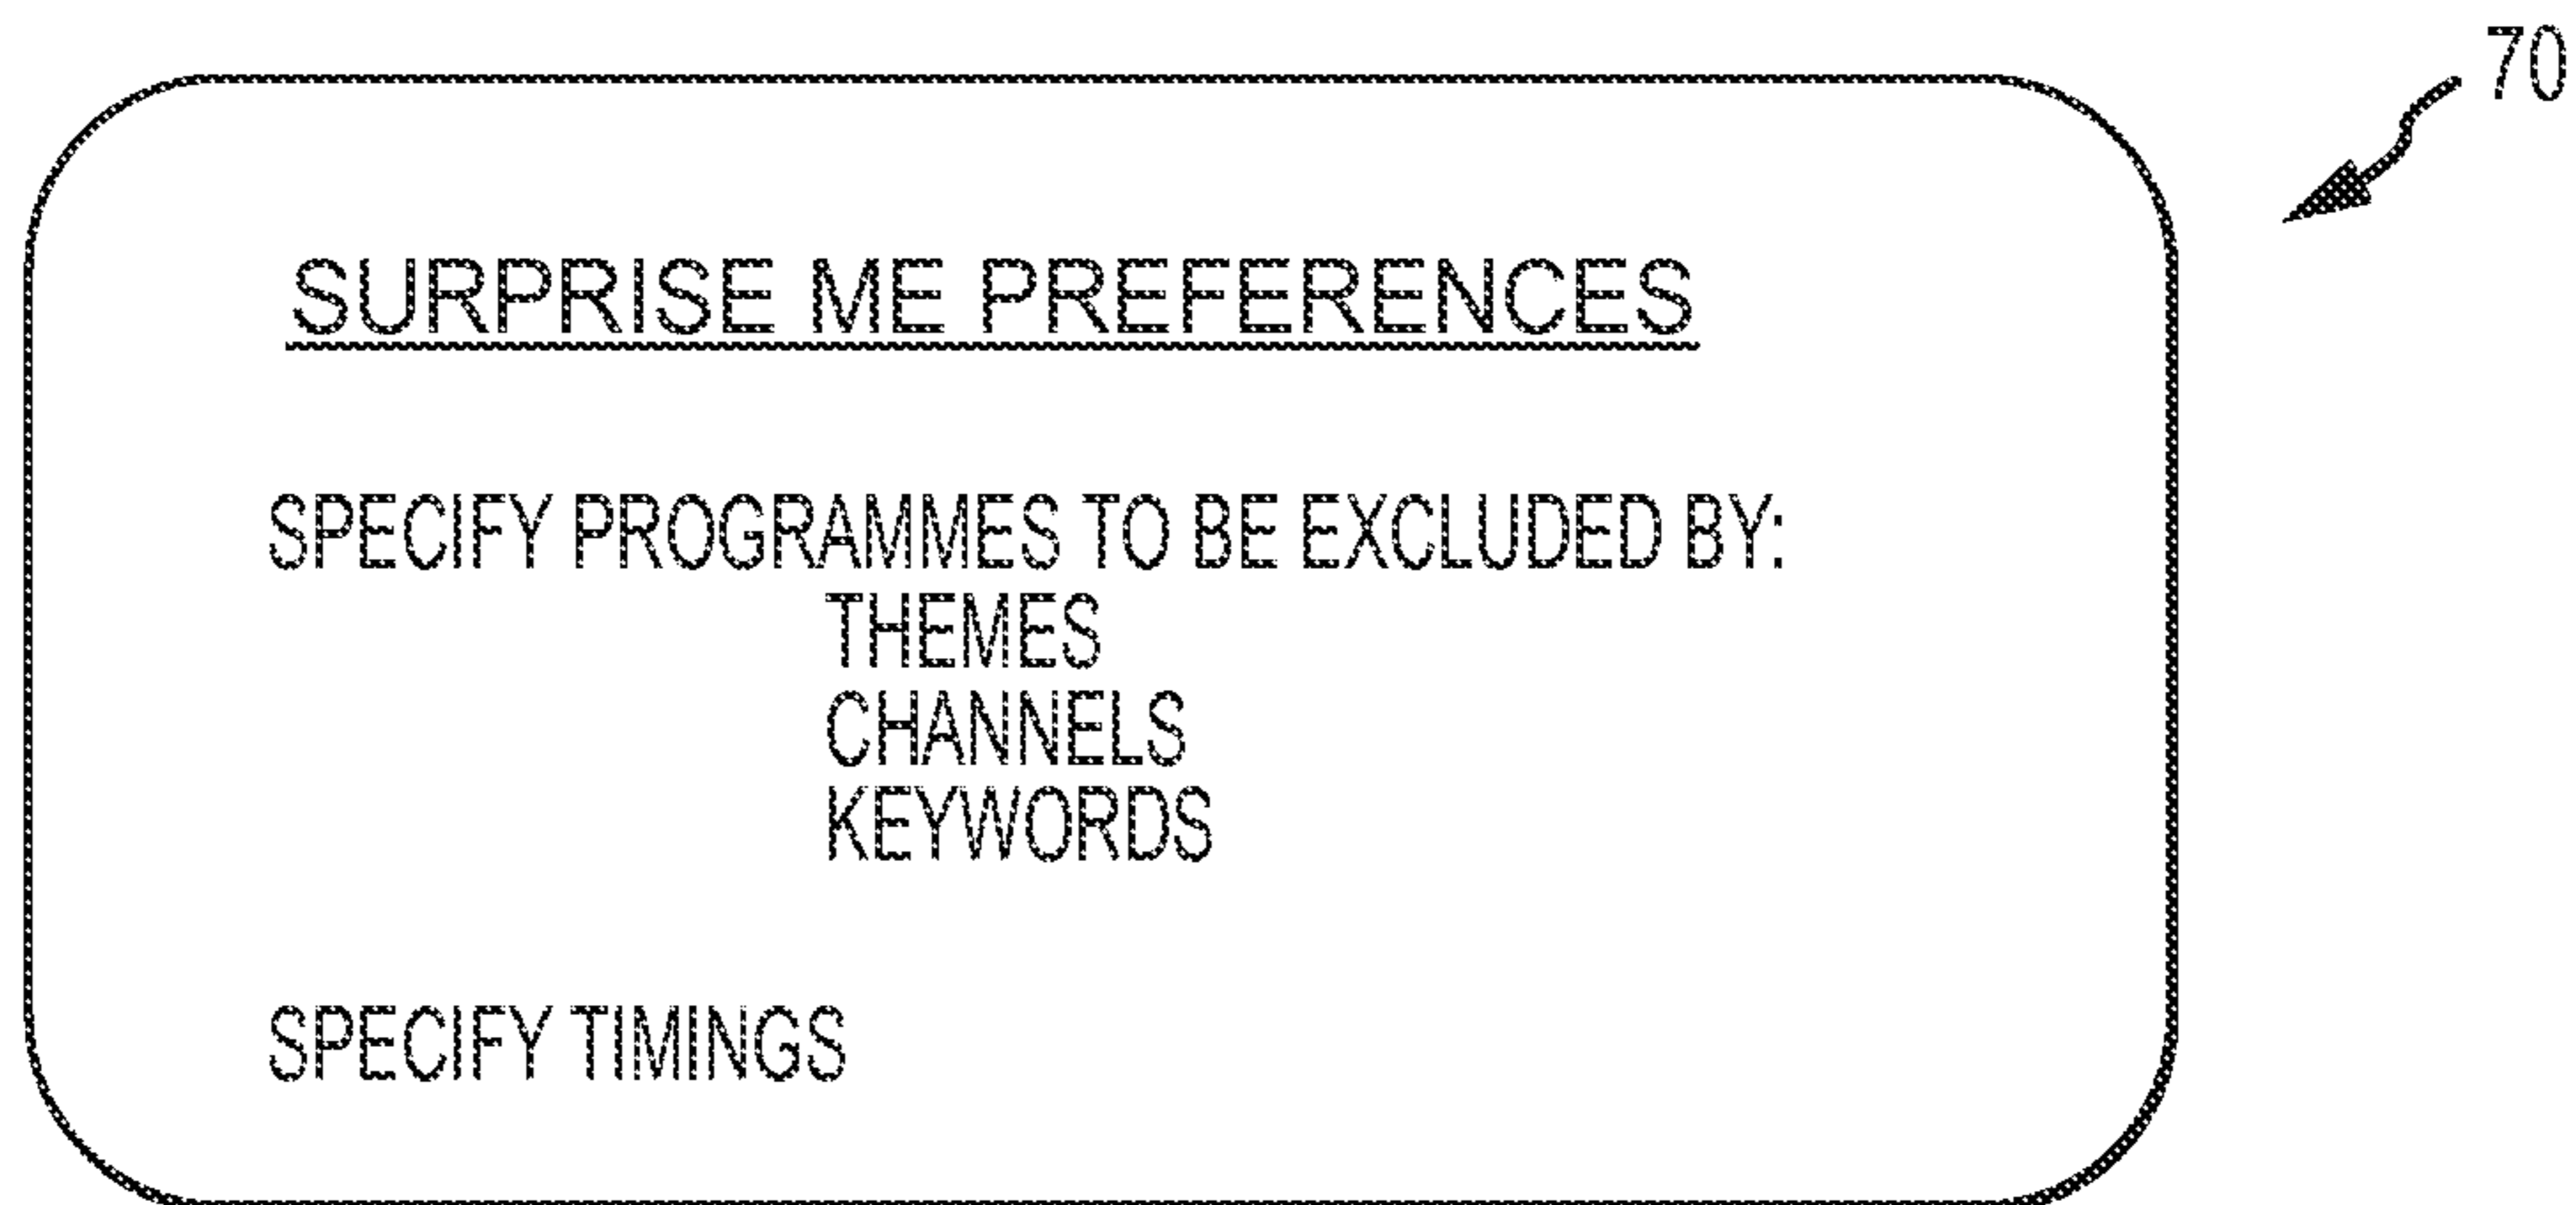 70
SURPRISE ME PREFERENCES
SPECIFY PROGRAMMES TO BE EXCLUDED BY:
THEMES
CHANNELS
KEYWORDS
SPECIFY TIMINGS